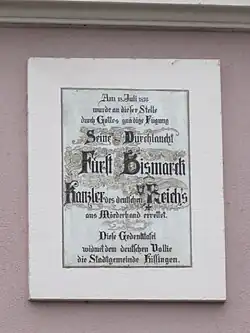 Am 13. Juli 1874
wurde an dieser Stelle
durch Gottes gnädige Fügung
Seine Durchlaucht
Fürst Bismarck
Kanzler des deutschen Reichs
aus Mörderhand errettet.
Diese Gedenktafel
widmet dem deutschen Volke
die Stadtgemeinde Kissingen.